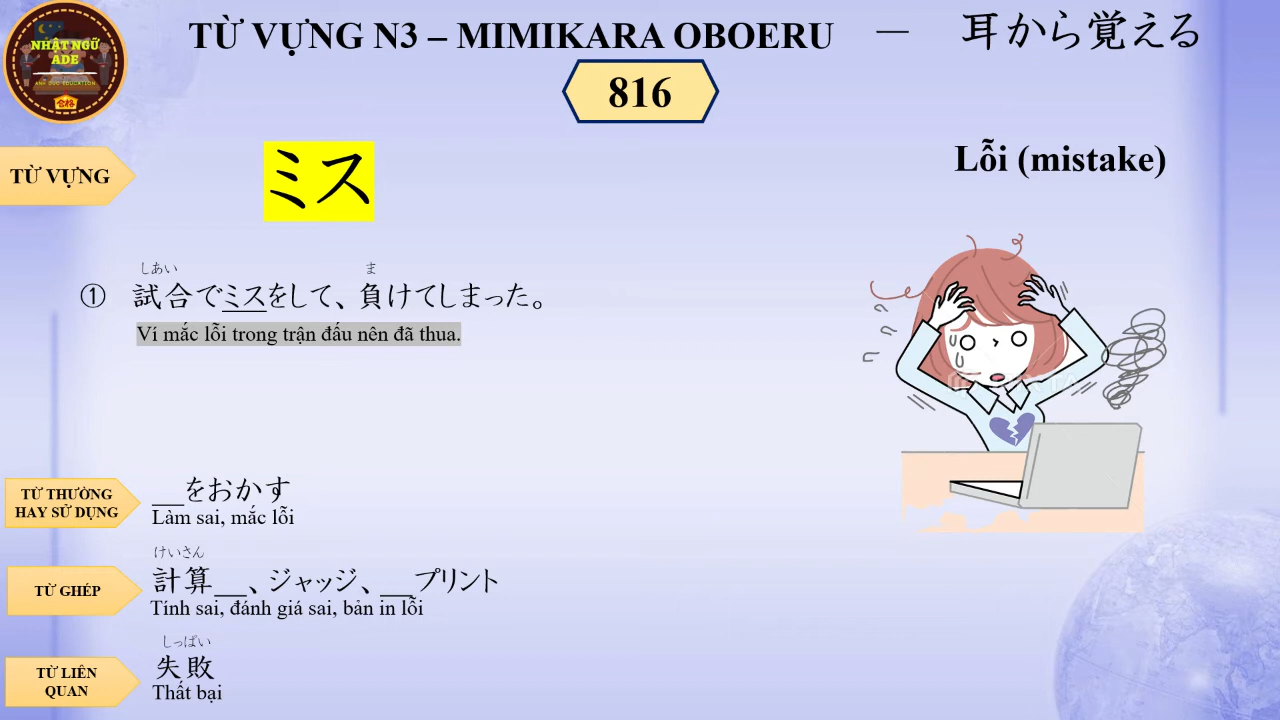 TỪ VỰNG N3 – MIMIKARA OBOERU — 耳から覚える
NHẬT NGỮ
ADE
ANH DUC EDUCATION
合格
816
TỪ VỰNG
ミス
Lỗi (mistake)
しあい ま
① 試合でミスをして、負けてしまった。
Ví mắc lỗi trong trận đấu nên đã thua.
TỪ THƯỜNG
HAY SỬ DỤNG
__をおかす
Làm sai, mắc lỗi
けいさん
TỪ GHÉP
計算__、ジャッジ、__プリント
Tính sai, đánh giá sai, bản in lỗi
しっぱい
TỪ LIÊN
QUAN
失敗
Thất bại